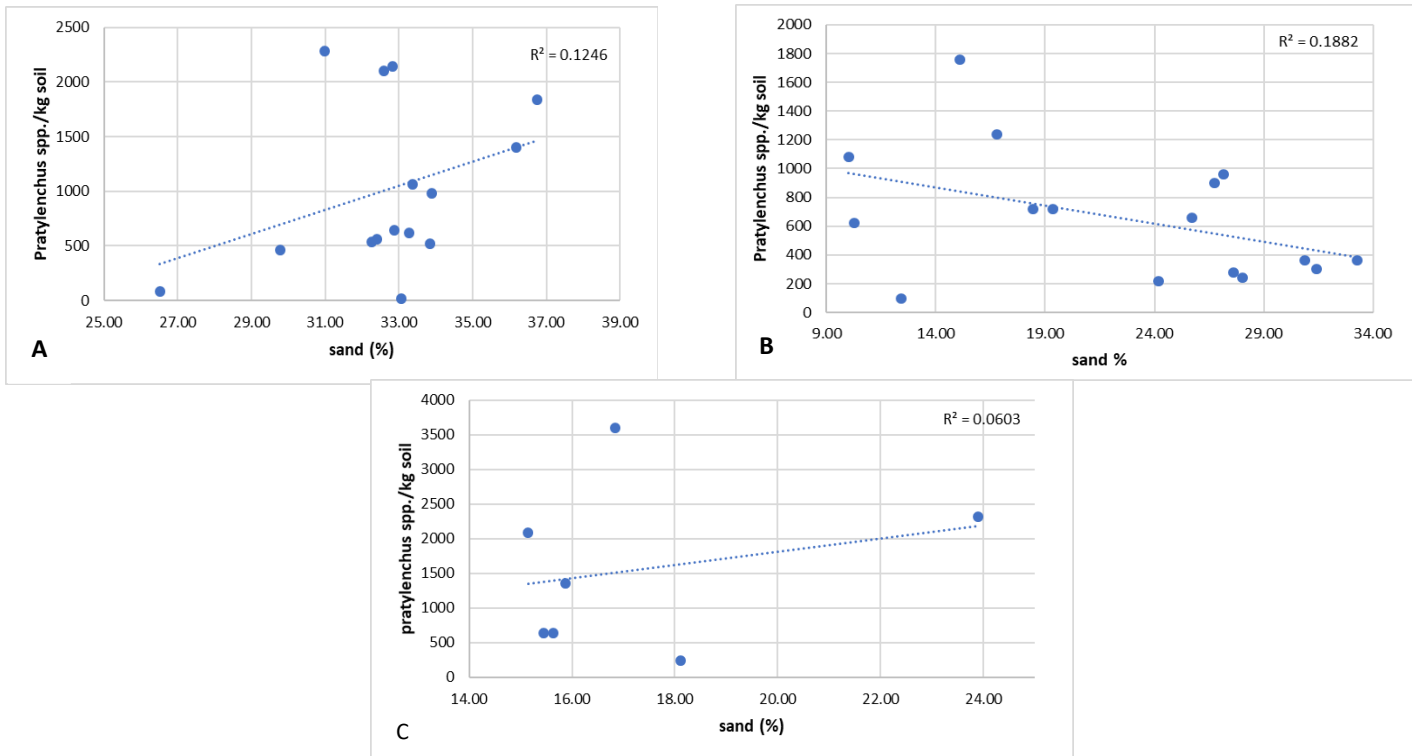 2500
2000
1500
1000
500
0
Pratylenchus spp./kg soil
R² = 0.1246
25.00 27.00 29.00 31.00 33.00 35.00 37.00 39.00
sand (%)
A
2000
1800
1600
1400
1200
1000
800
600
400
200
0
Pratylenchus spp./kg soil
R² = 0.1882
9.00 14.00 19.00 24.00 29.00 34.00
sand %
B
4000
3500
3000
2500
2000
1500
1000
500
0
pratylenchus spp./kg soil
R² = 0.0603
14.00 16.00 18.00 20.00 22.00 24.00
sand (%)
C